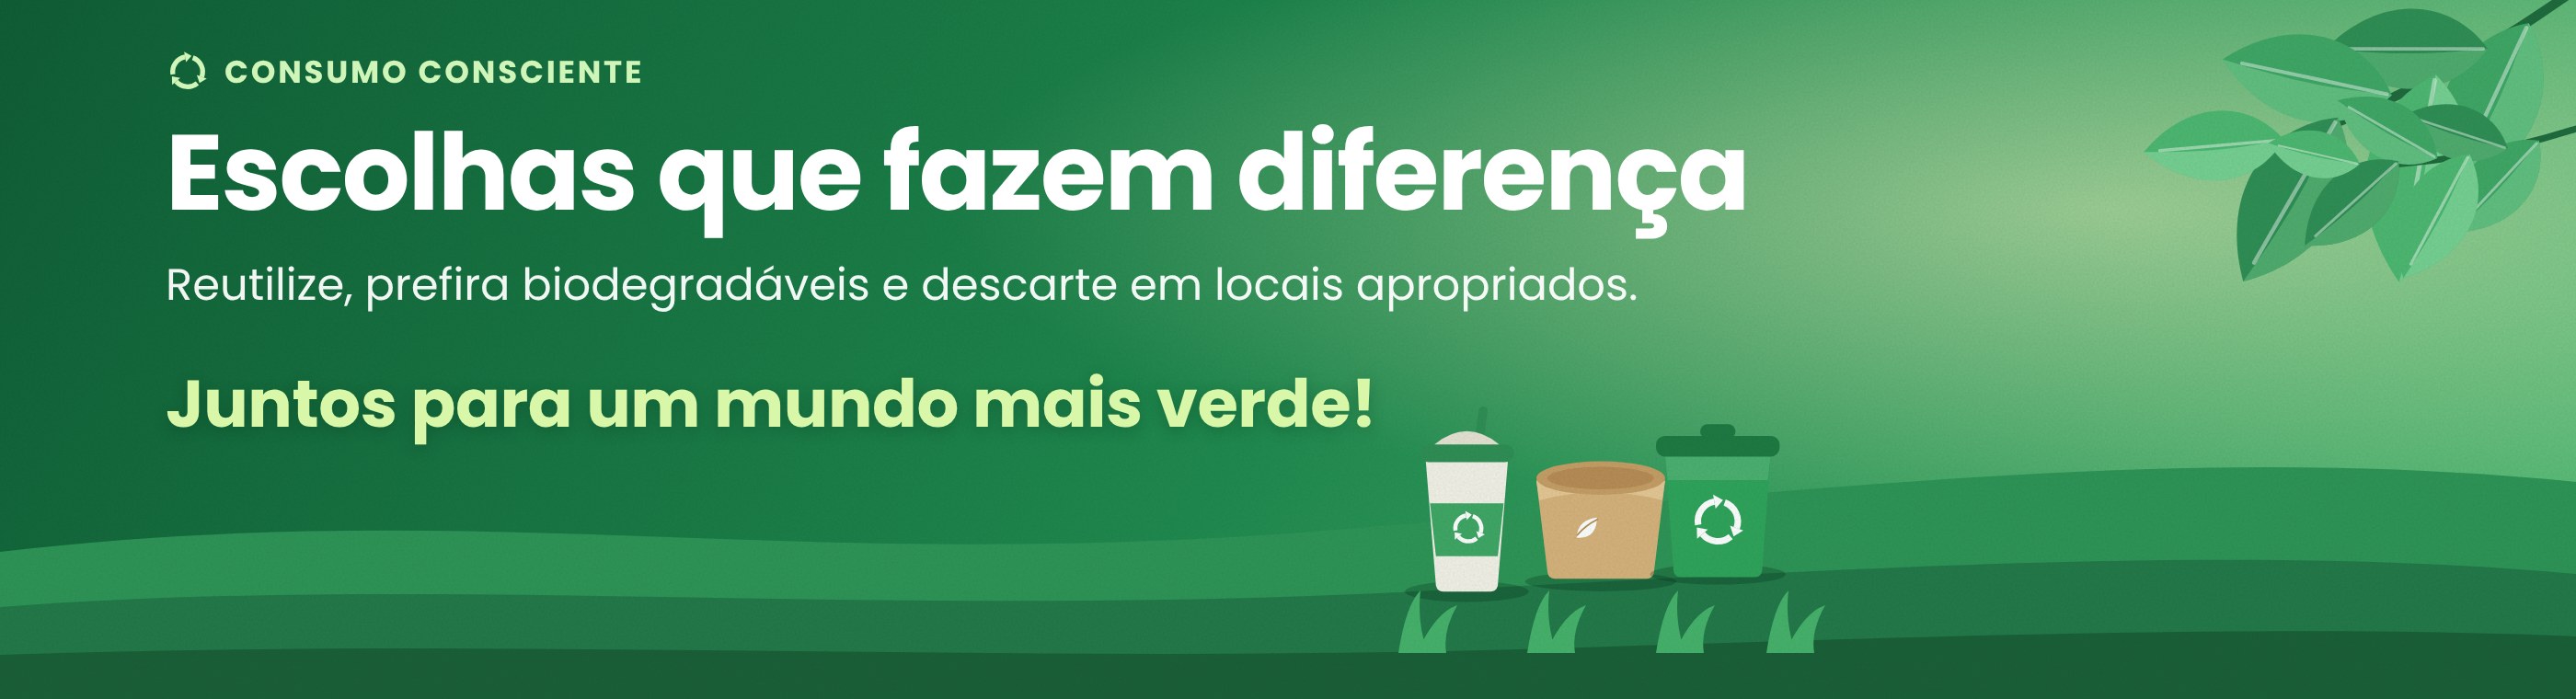 CONSUMO CONSCIENTE
Escolhas que fazem diferença
Reutilize, prefira biodegradáveis e descarte em locais apropriados.
Juntos para um mundo mais verde!